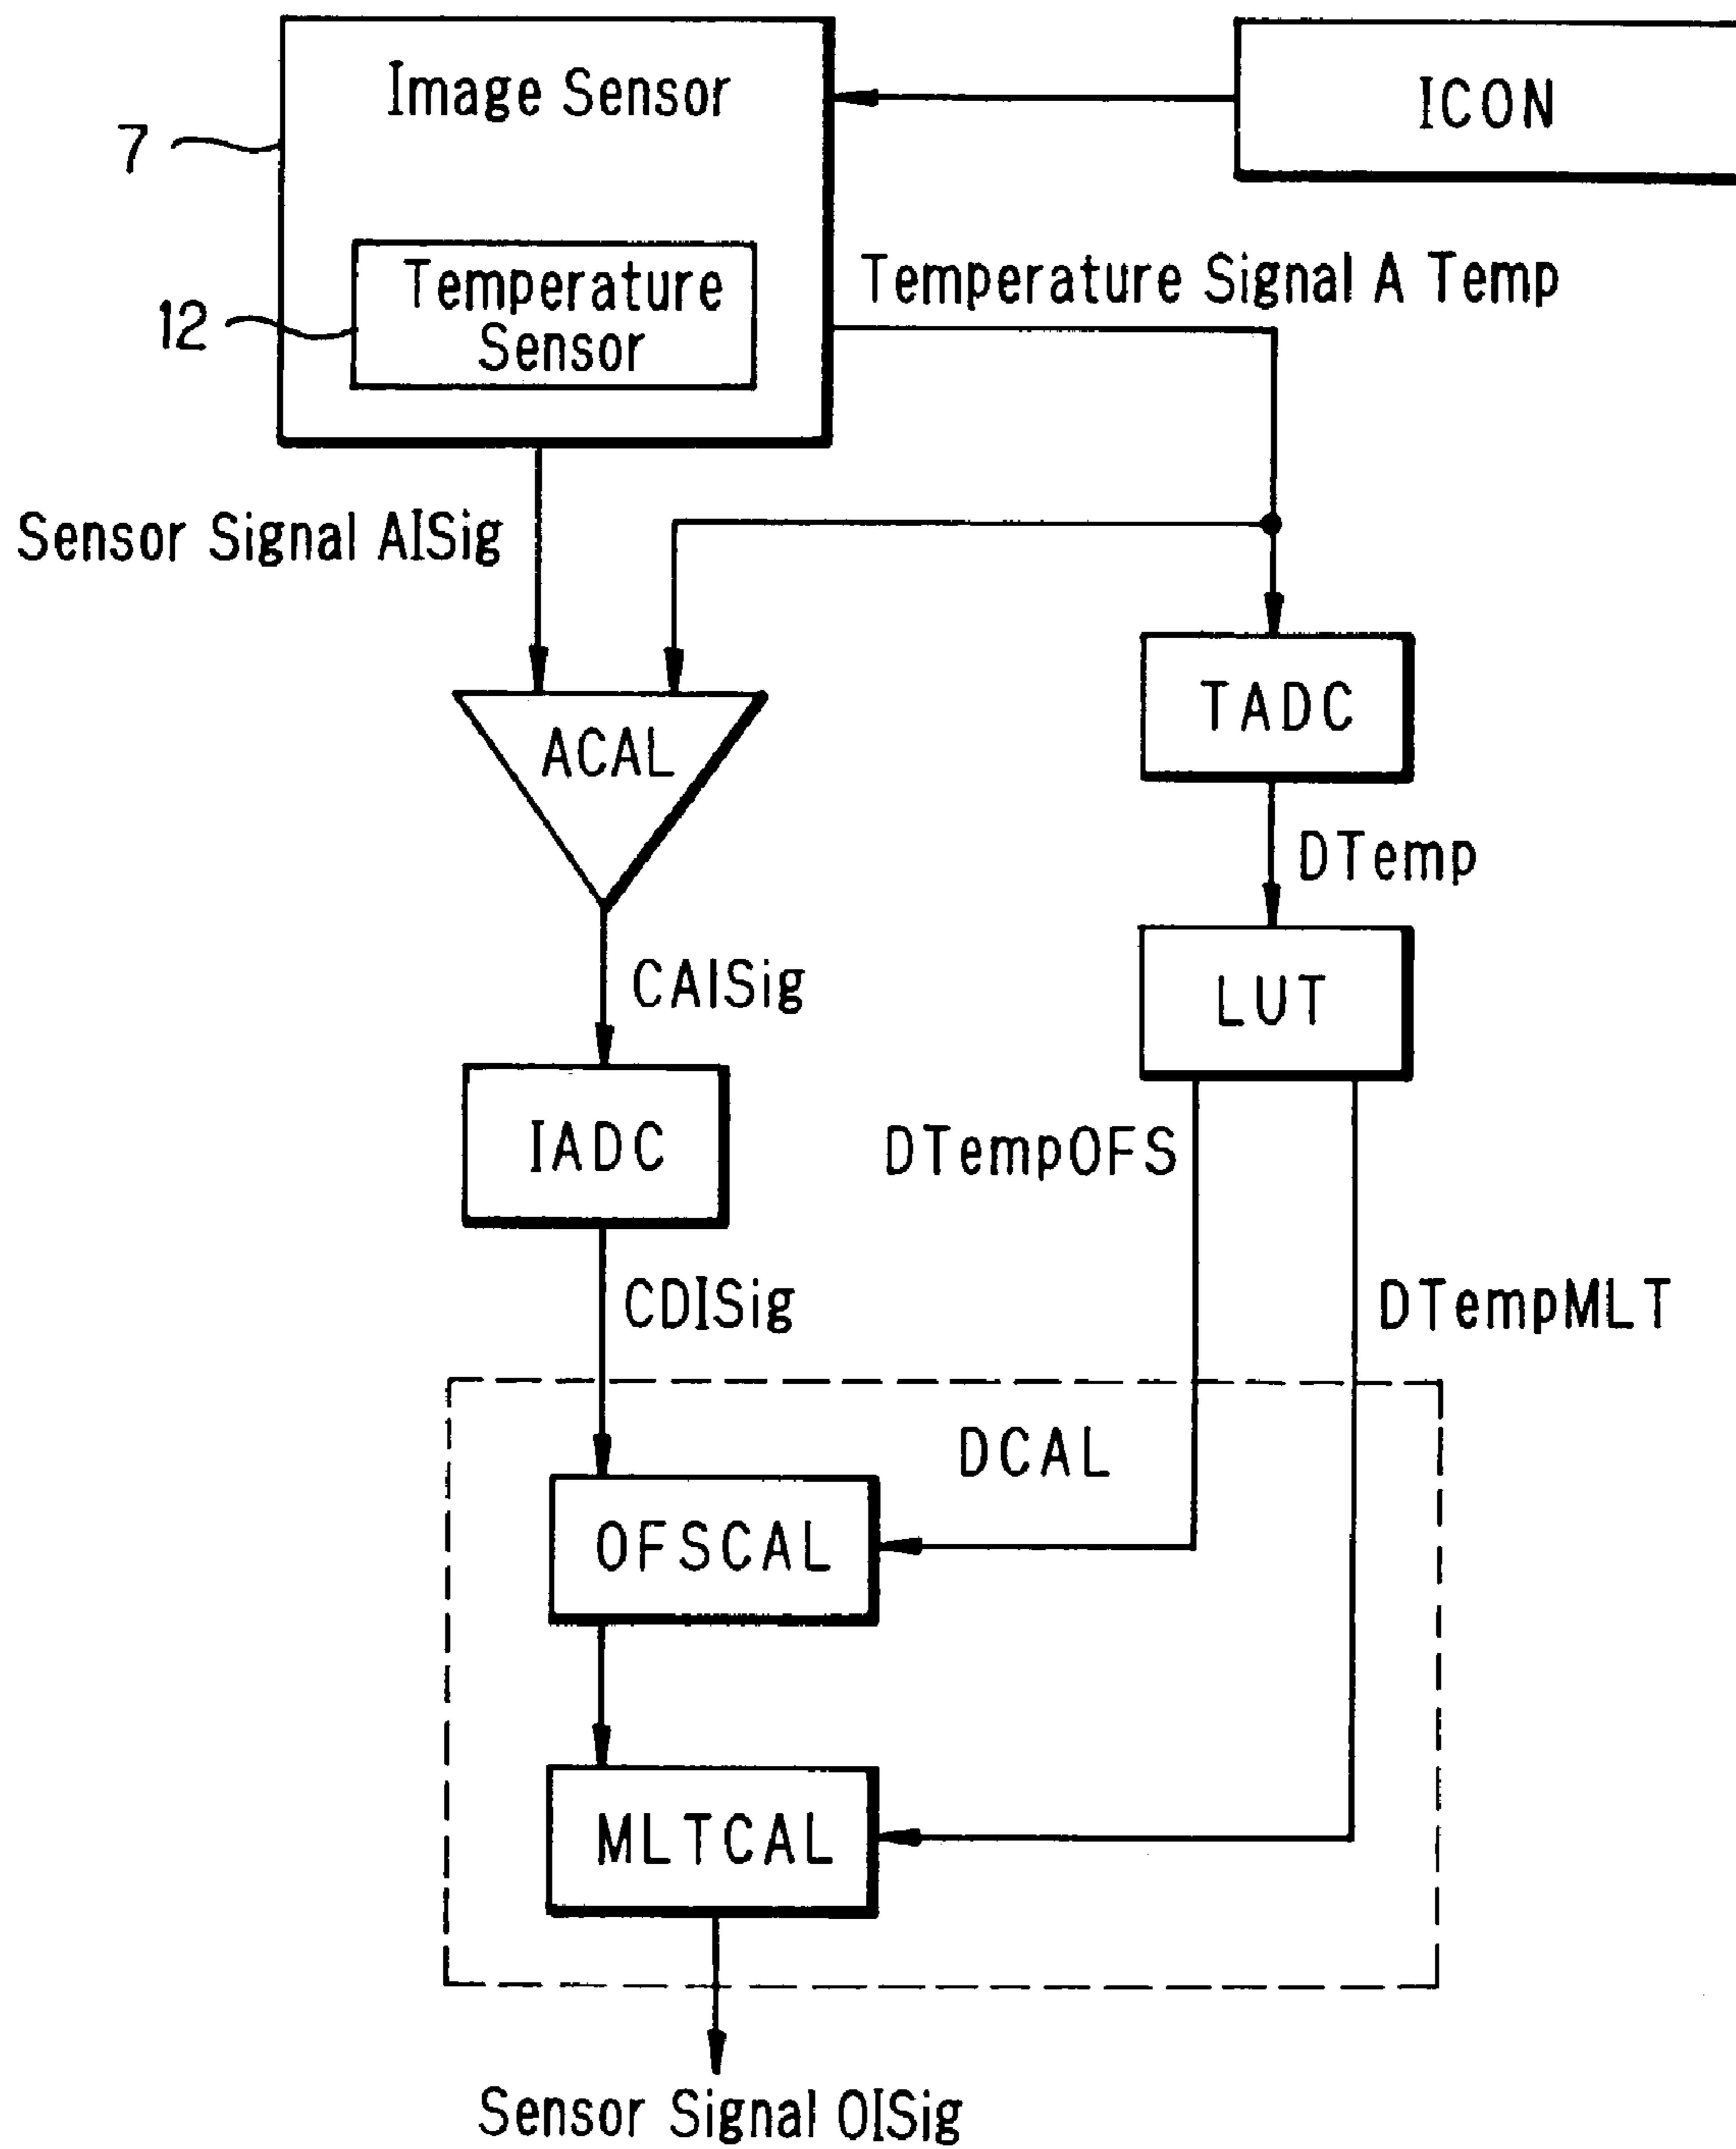 Image Sensor
ICON
7
Temperature
Sensor
12
Temperature Signal A Temp
Sensor Signal AISig
ACAL
TADC
DTemp
CAISig
LUT
IADC
DTempOFS
CDISig
DTempMLT
DCAL
OFSCAL
MLTCAL
Sensor Signal OISig